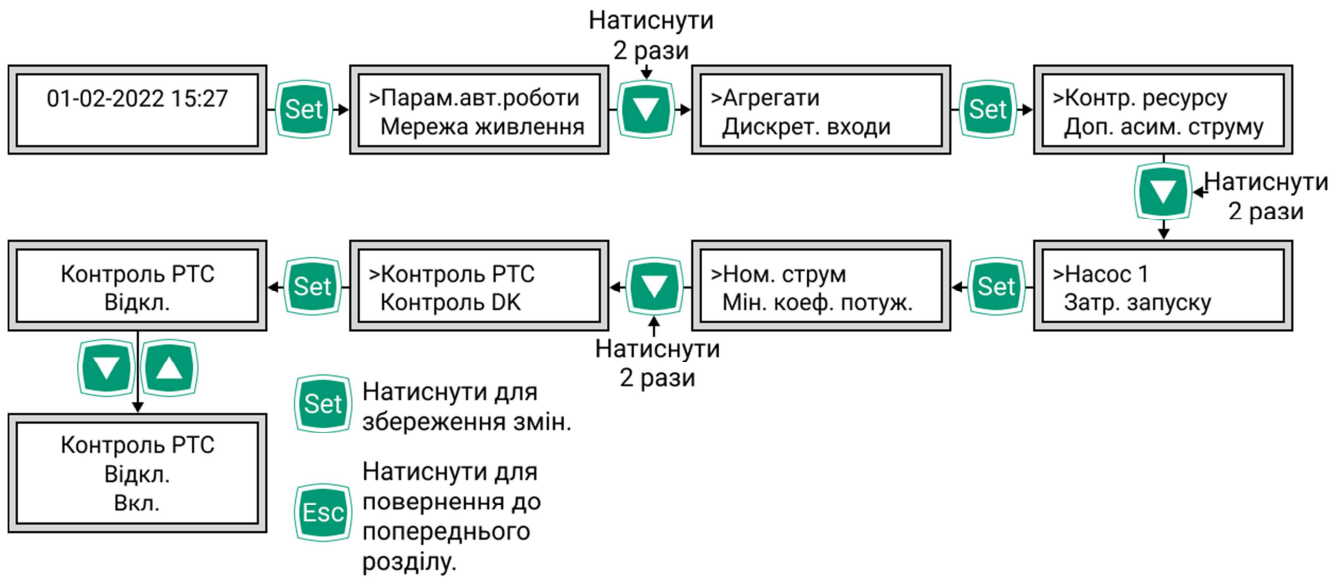 Натиснути
2 рази
01-02-2022 15:27
Set
>Парам.авт.роботи
Мережа живлення
>Агрегати
Дискрет. входи
Set
>Контр. ресурсу
Доп. асим. струму
Натиснути
2 рази
Контроль РТС
Відкл.
Set
>Контроль РТС
Контроль DK
>Ном. струм
Мін. коеф. потуж.
Set
>Насос 1
Затр. запуску
Натиснути
2 рази
Контроль РТС
Відкл.
Вкл.
Set
Натиснути для
збереження змін.
Esc
Натиснути для
повернення до
попереднього
розділу.